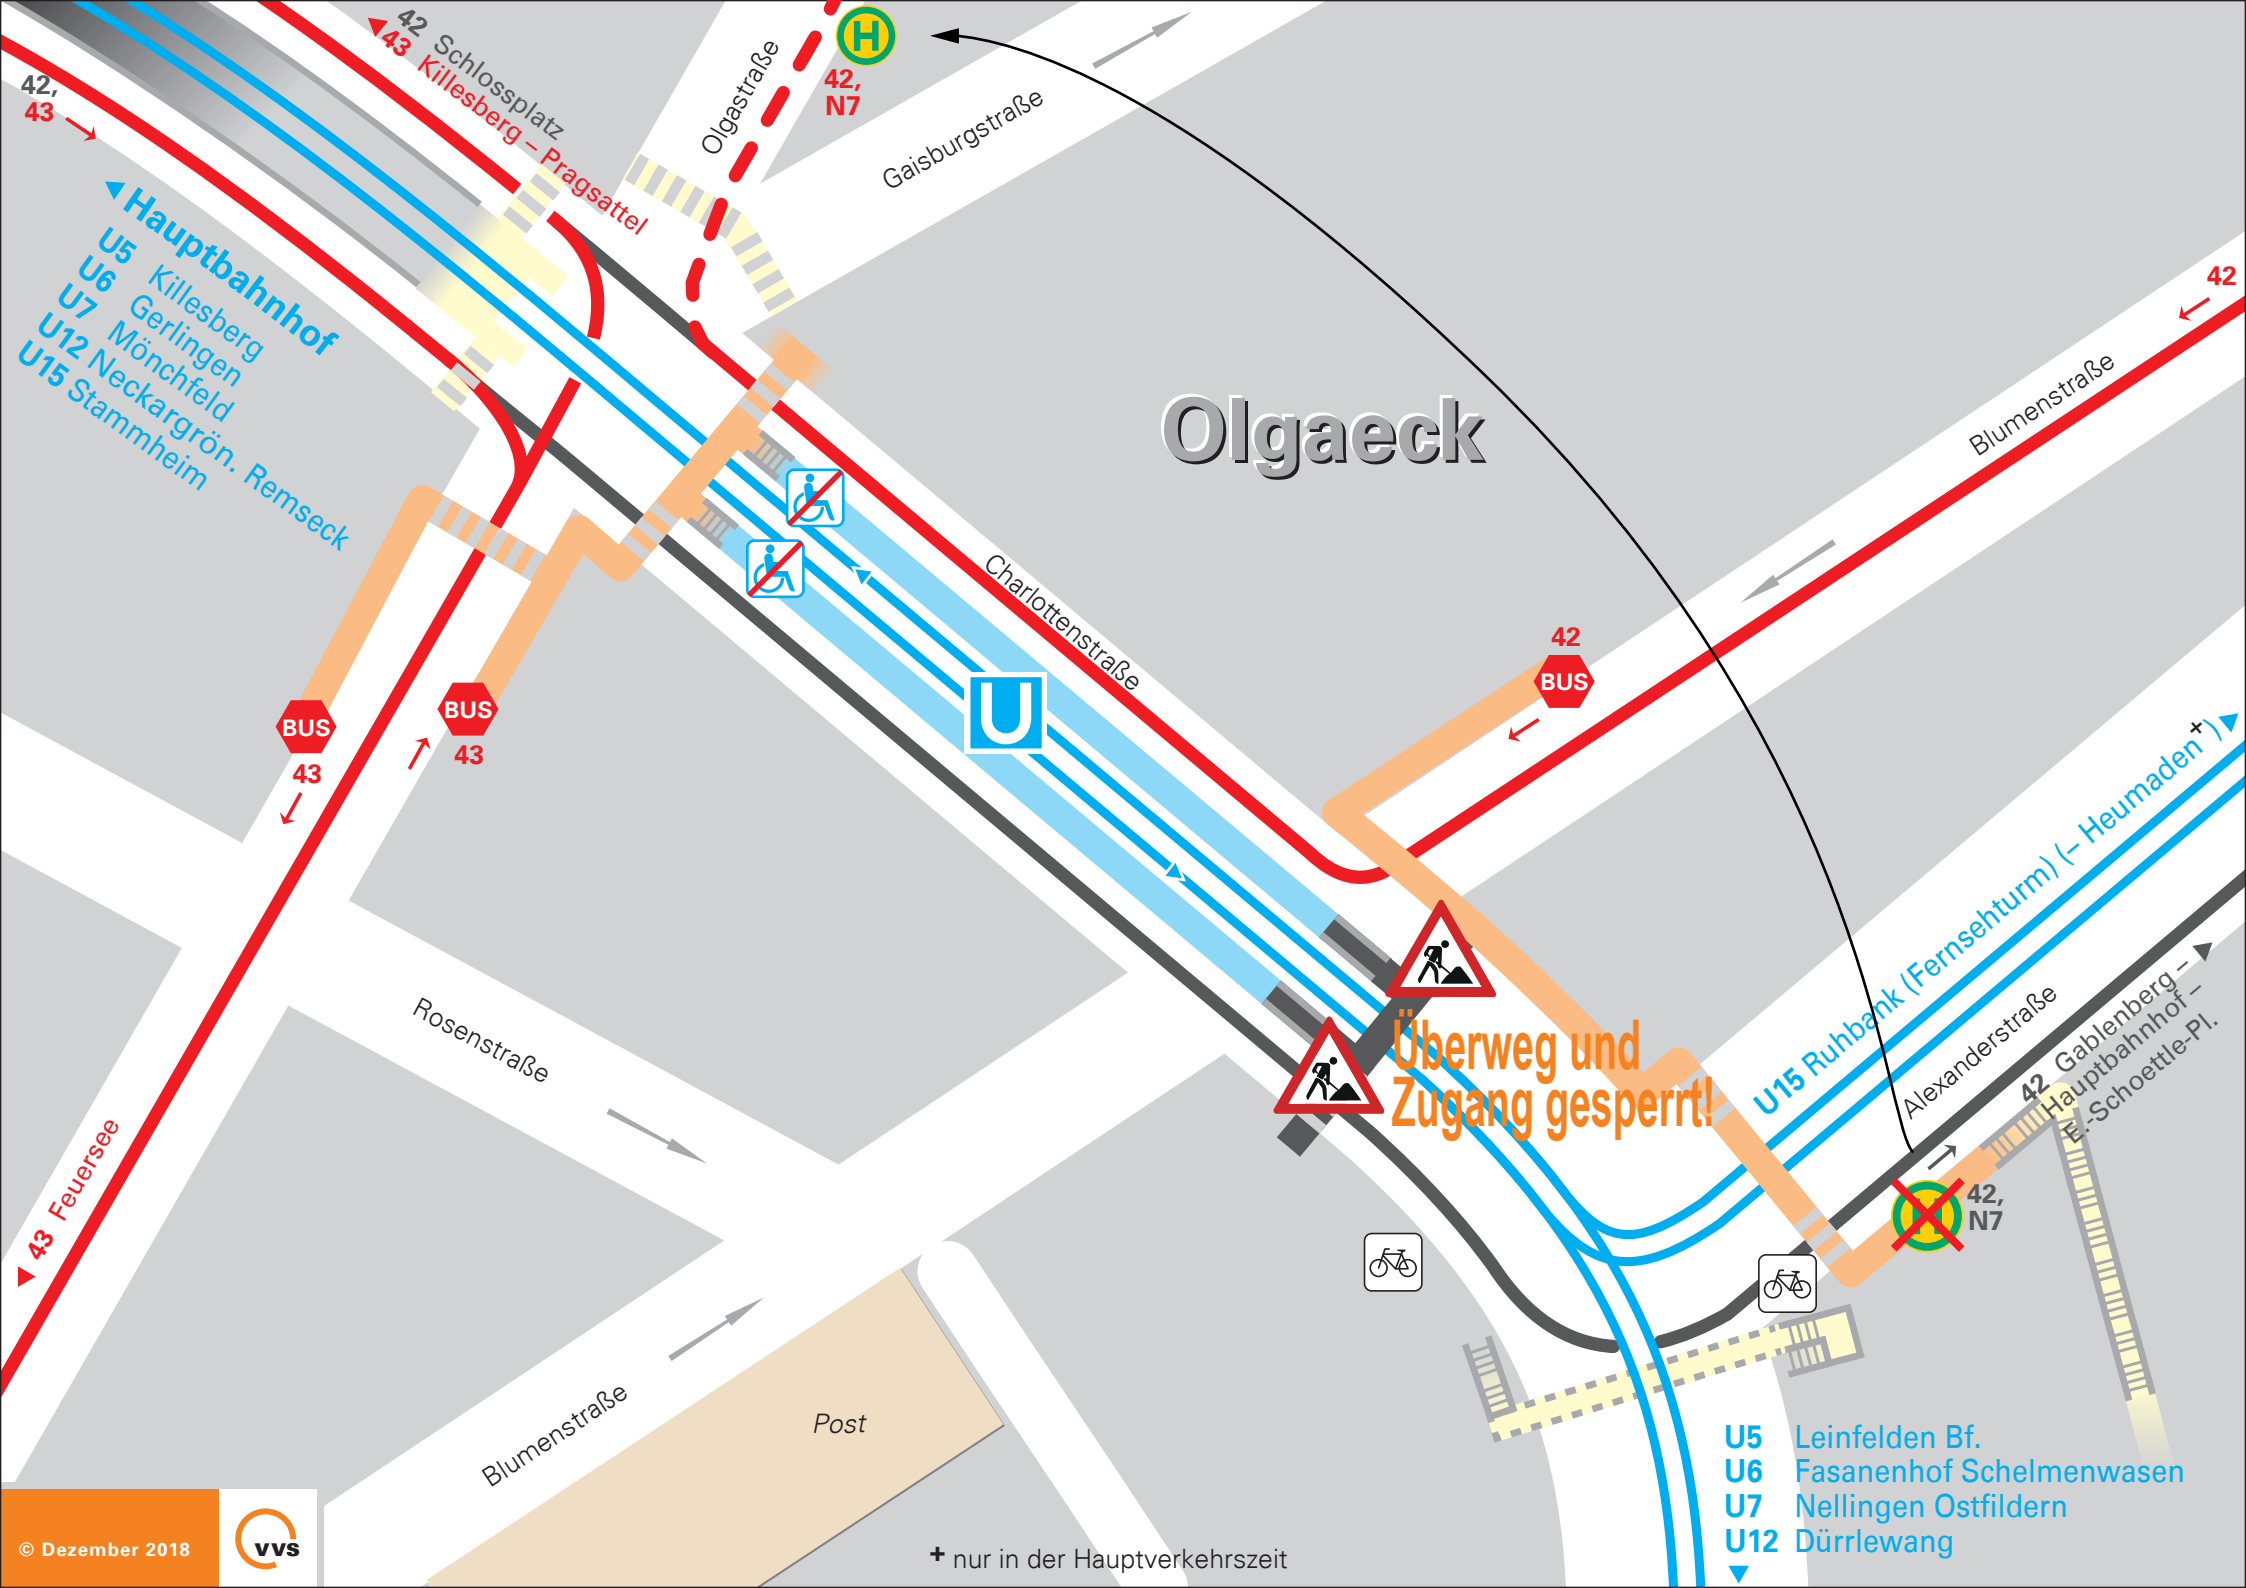 42 Schlossplatz
43 Killesberg – Pragsattel
42,
43
Olgastraße
H
42,
N7
Gaisburgstraße
Hauptbahnhof
U5 Killesberg
U6 Gerlingen
U7 Mönchfeld
U12 Neckargrön. Remseck
U15 Stammheim
42
Blumenstraße
Olgaeck
Charlottenstraße
42
BUS
BUS
43
BUS
43
U
U15 Ruhbank (Fernsehturm) (– Heumaden+)
Alexanderstraße
42 Gablenberg –
Hauptbahnhof –
E.-Schoettle-Pl.
Überweg und
Zugang gesperrt!
H
42,
N7
Rosenstraße
43 Feuersee
Blumenstraße
Post
U5 Leinfelden Bf.
U6 Fasanenhof Schelmenwasen
U7 Nellingen Ostfildern
U12 Dürrlewang
© Dezember 2018
vvs
+ nur in der Hauptverkehrszeit